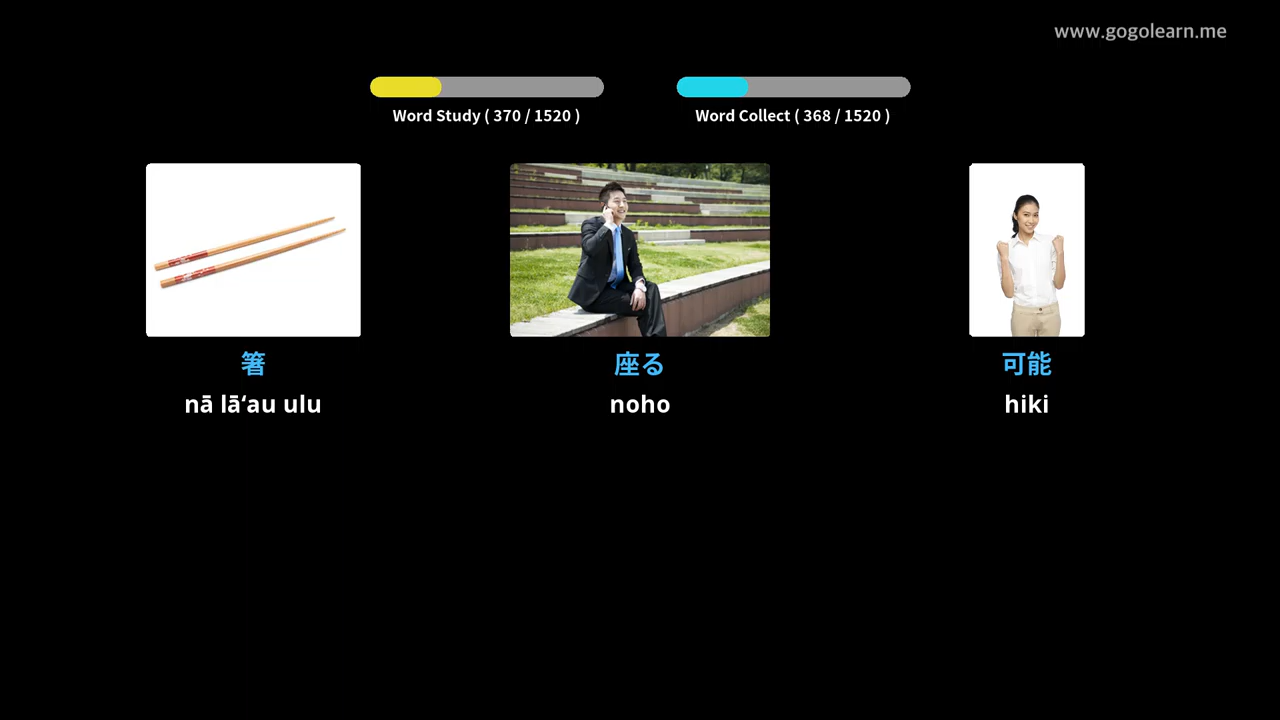 www.gogolearn.me
Word Study ( 370 / 1520 )
Word Collect ( 368 / 1520 )
箸
座る
可能
nā lāʻau ulu
noho
hiki